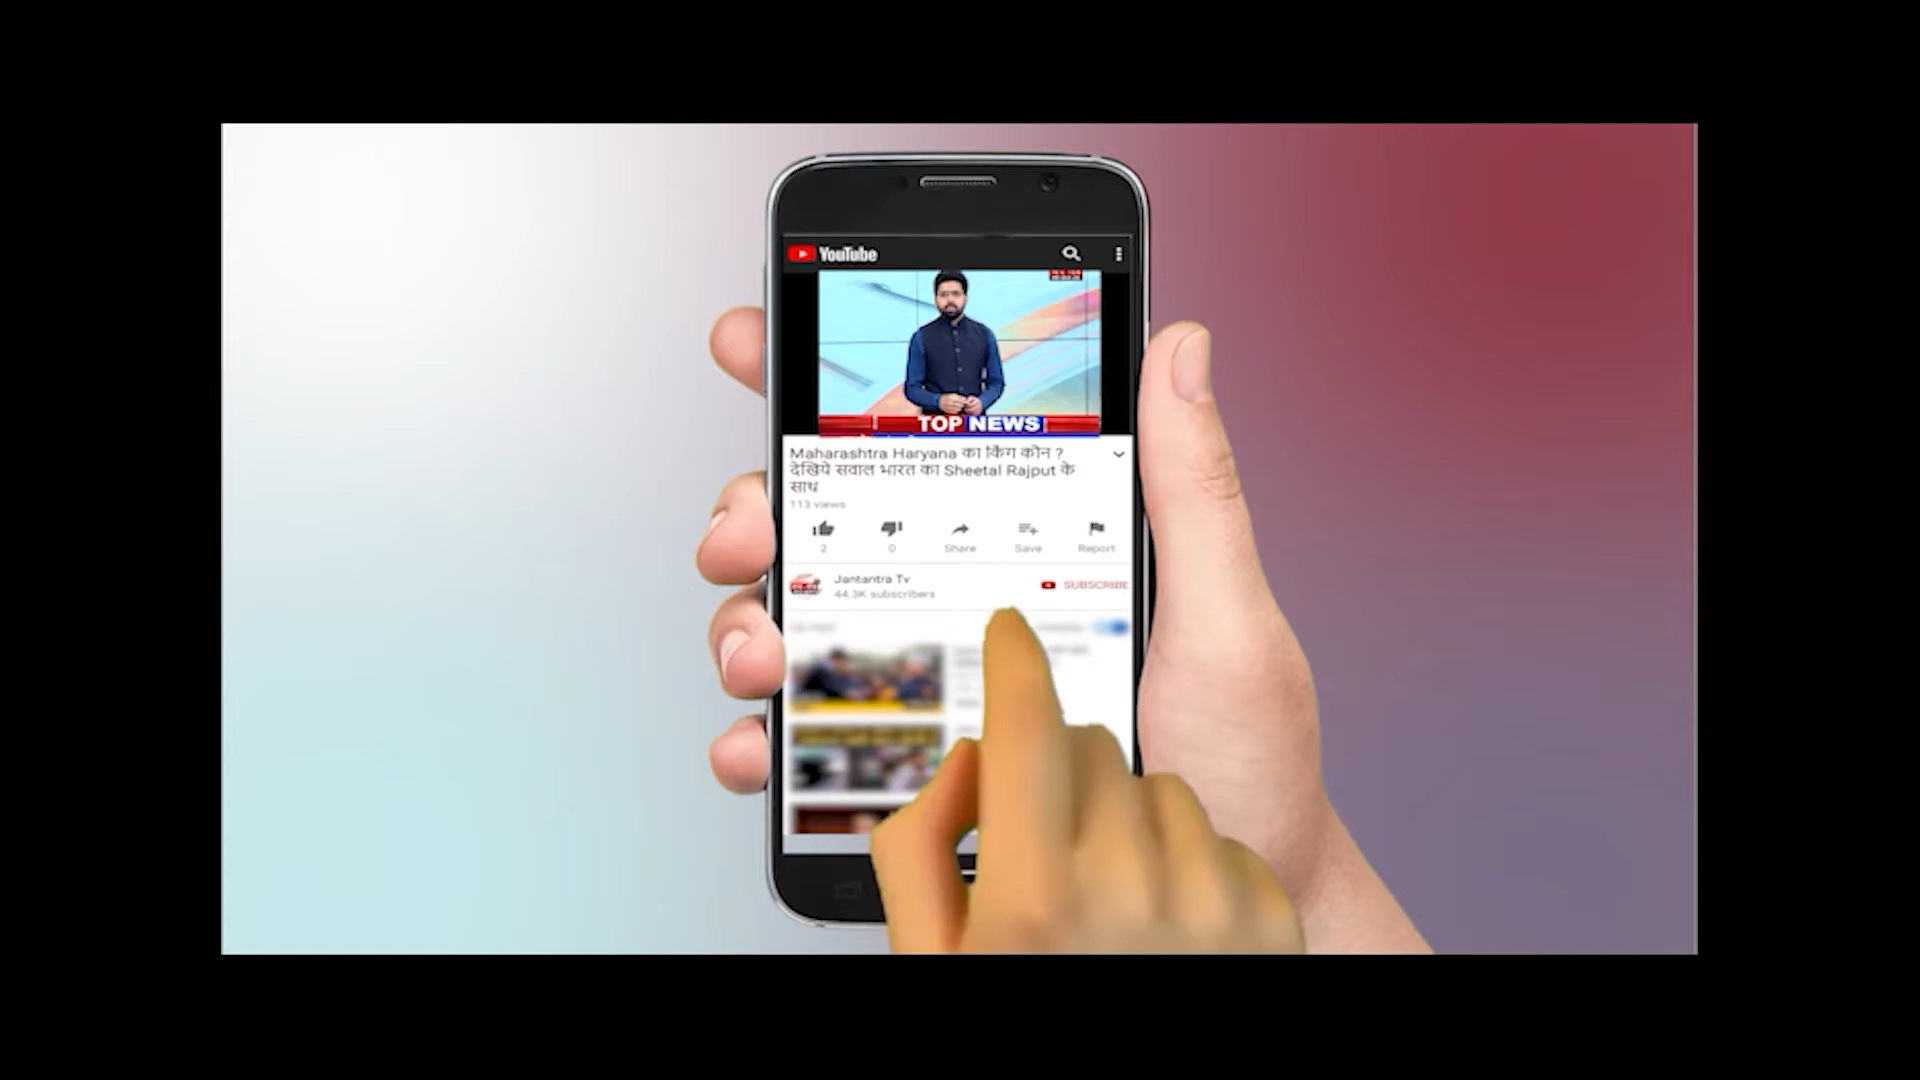 YouTube
TOP NEWS
Maharashtra Haryana का किंग कौन ?
देखिये सवाल भारत का Sheetal Rajput के
साथ
113 views
2
0
Share
Save
Report
Jantantra Tv
44.3K subscribers
SUBSCRIBE